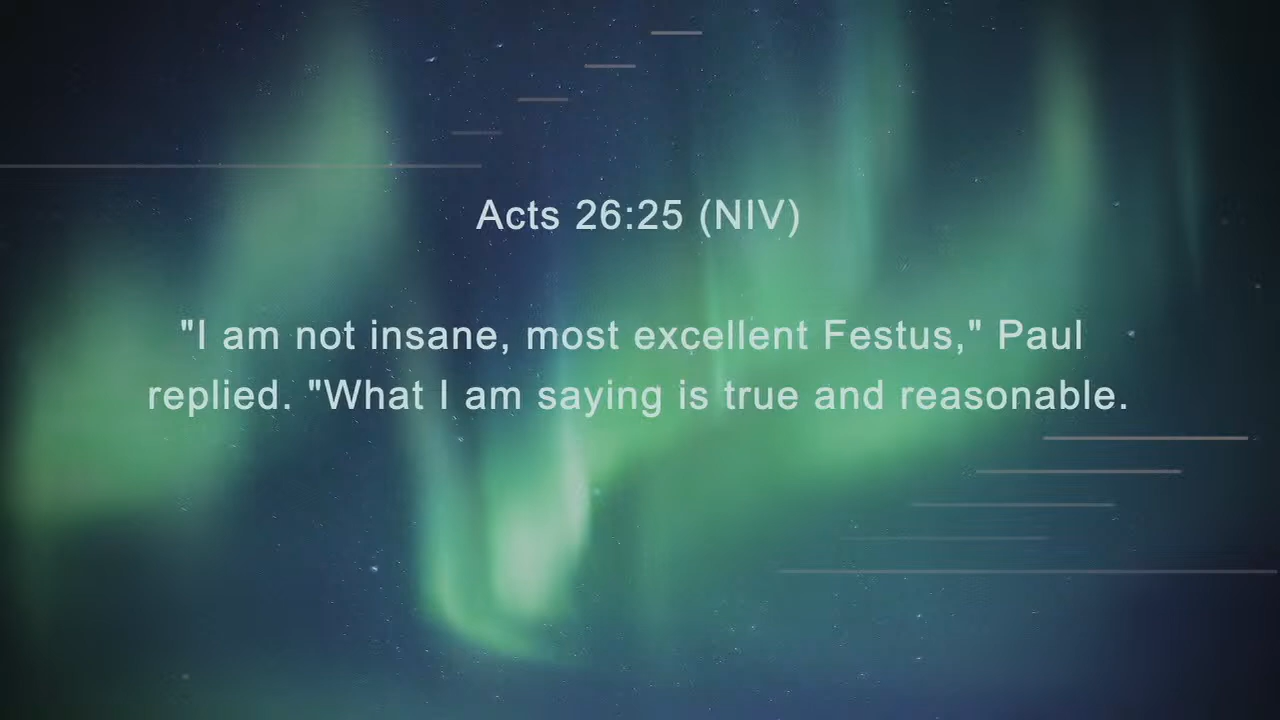 Acts 26:25 (NIV)
"I am not insane, most excellent Festus," Paul
replied. "What I am saying is true and reasonable.